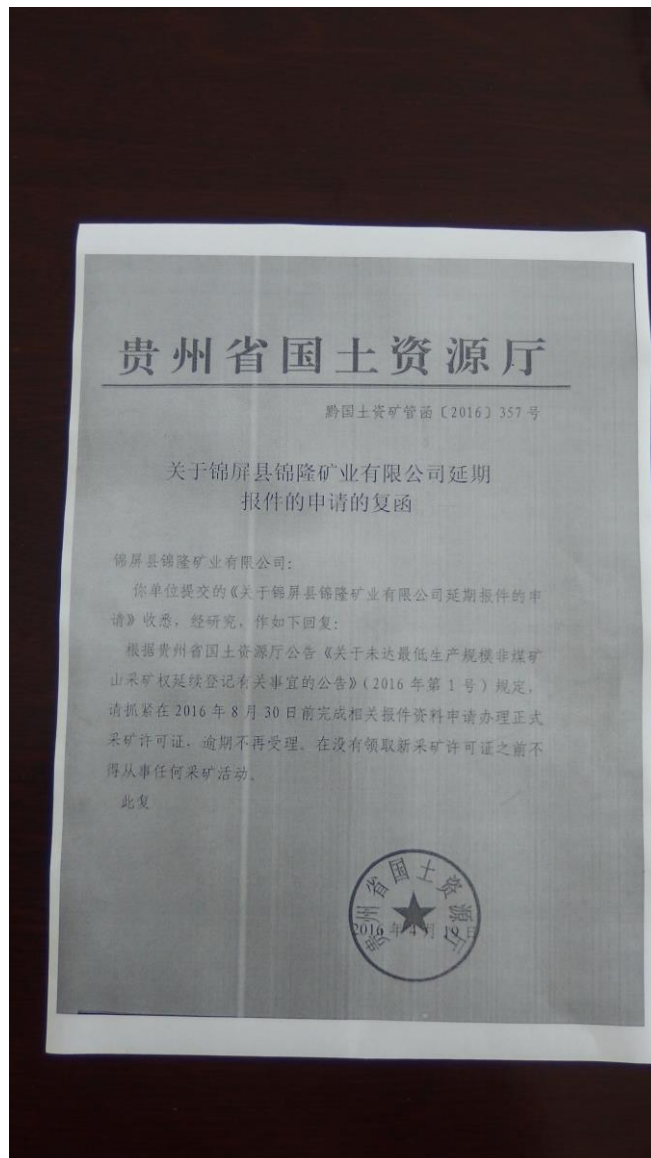 贵州省国土资源厅
黔国土资矿管函〔2016〕357号
关于锦屏县锦隆矿业有限公司延期
报件的申请的复函
锦屏县锦隆矿业有限公司:
你单位提交的《关于锦屏县锦隆矿业有限公司延期报件的申
请》收悉，经研究，作如下回复:
根据贵州省国土资源厅公告《关于未达最低生产规模非煤矿
山采矿权延续登记有关事宜的公告》(2016年第1号)规定，
请抓紧在2016年8月30日前完成相关报件资料申请办理正式
采矿许可证，逾期不再受理。在没有领取新采矿许可证之前不
得从事任何采矿活动。
此复
贵州省国土资源厅
2016年4月19日